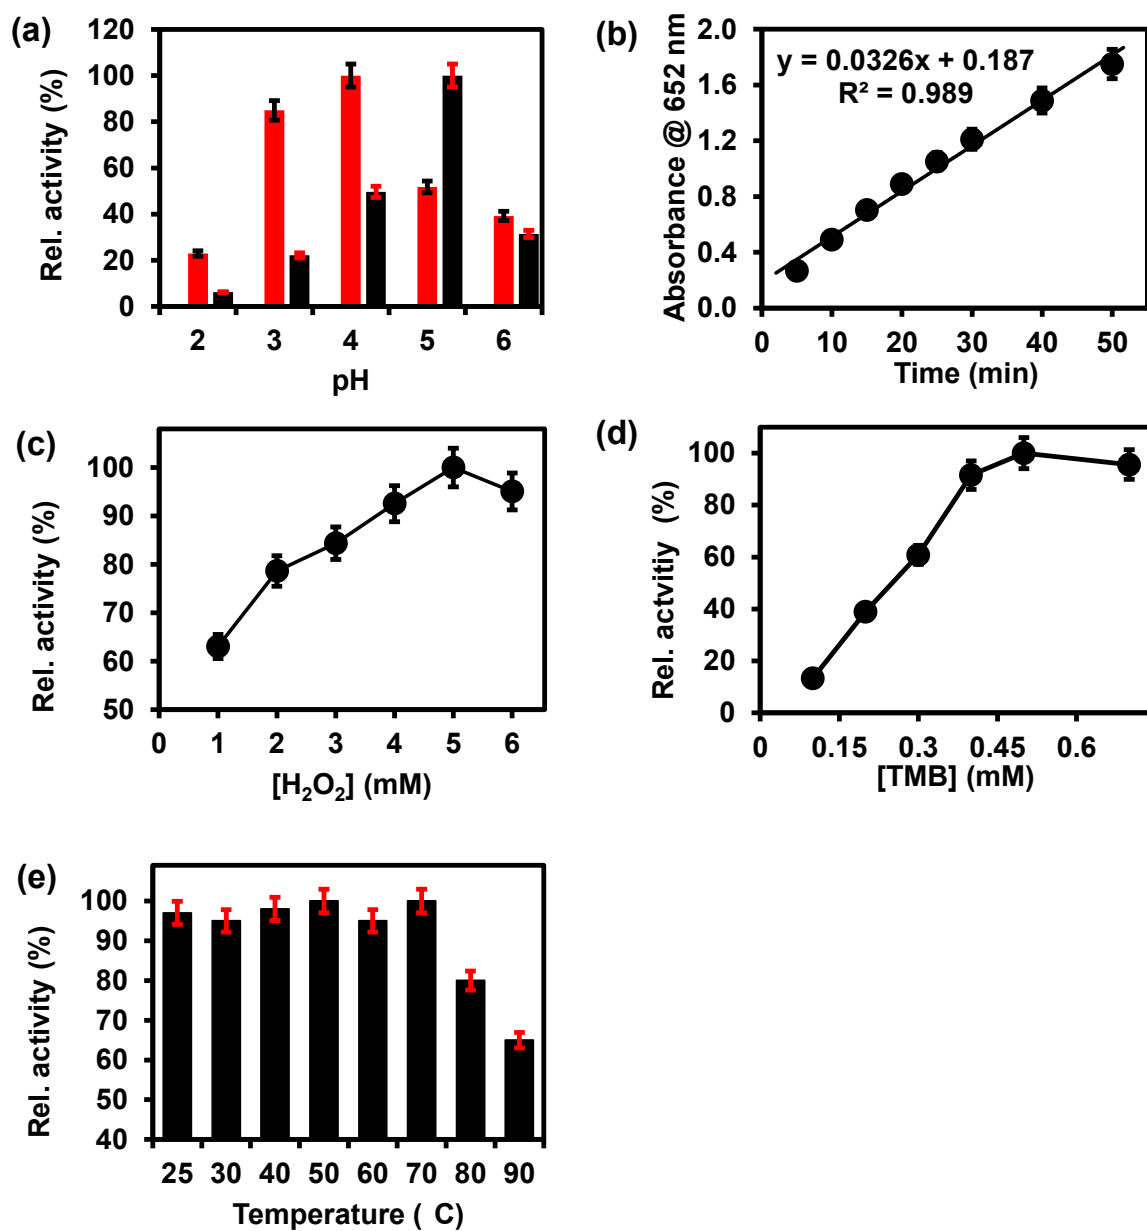 (a)
Rel. activity (%)
120
100
80
60
40
20
0
2 3 4 5 6
pH
(b)
Absorbance @ 652 nm
y = 0.0326x + 0.187
R² = 0.989
2.0
1.6
1.2
0.8
0.4
0.0
0 10 20 30 40 50
Time (min)
(c)
Rel. activity (%)
100
90
80
70
60
50
0 1 2 3 4 5 6
[H₂O₂] (mM)
(d)
Rel. actvitiy (%)
100
80
60
40
20
0
0 0.15 0.3 0.45 0.6
[TMB] (mM)
(e)
Rel. activity (%)
100
90
80
70
60
50
40
25 30 40 50 60 70 80 90
Temperature ( C)